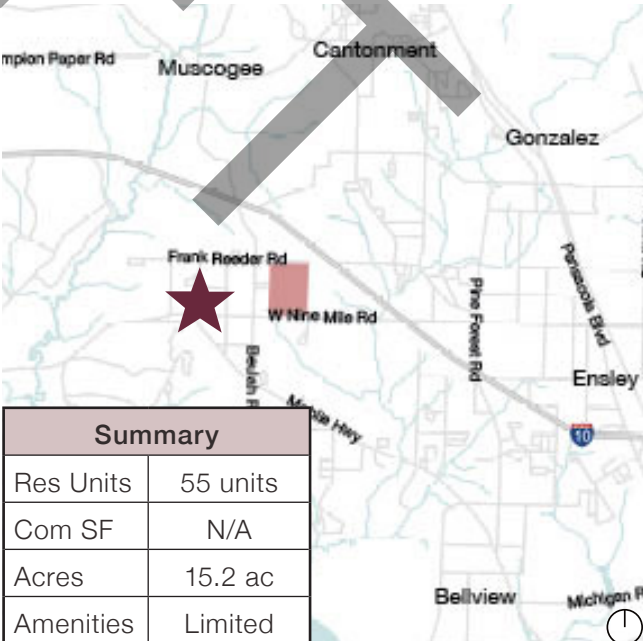 mpion Paper Rd
Muscogee
Cantonment
Gonzalez
Frank Reeder Rd
Pensacola Blvd
W Nine Mile Rd
Pine Forest Rd
Beulah R
Mobile Hwy
Ensley
10
Summary
Res Units 55 units
Com SF N/A
Acres 15.2 ac
Amenities Limited
Bellview
Michigan R